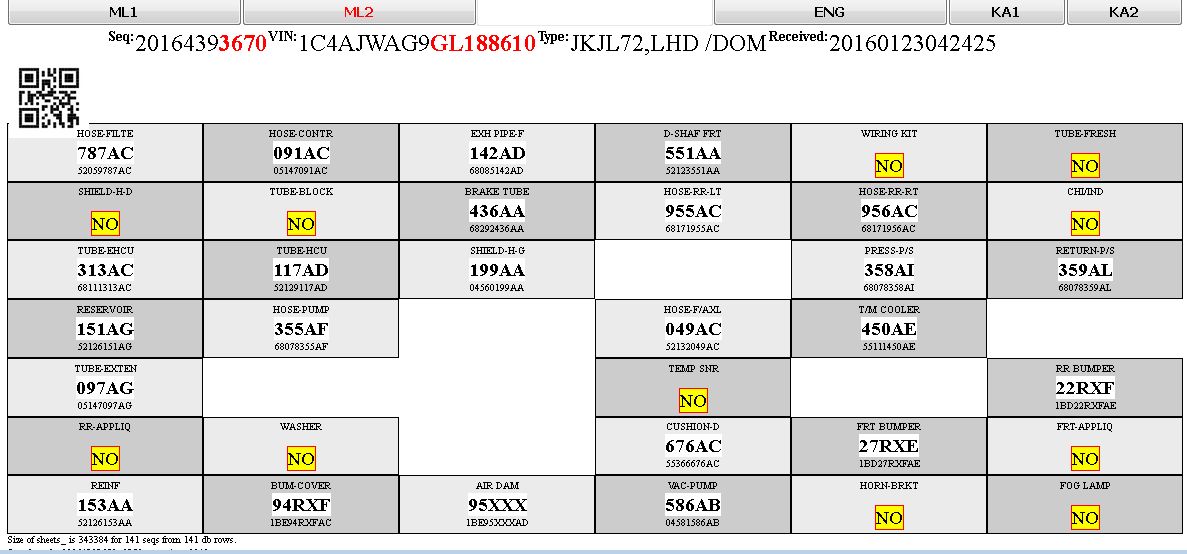 ML1 ML2 ENG KA1 KA2
Seq:20164393670 VIN:1C4AJWAG9GL188610 Type:JKJL72,LHD /DOM Received:20160123042425
HOSE-FILTE HOSE-CONTR EXH PIPE-F D-SHAF FRT WIRING KIT TUBE-FRESH
787AC 091AC 142AD 551AA NO NO
52059787AC 05147091AC 68085142AD 52123551AA
SHIELD-H-D TUBE-BLOCK BRAKE TUBE HOSE-RR-LT HOSE-RR-RT CHI/IND
NO NO 436AA 955AC 956AC NO
68292436AA 68171955AC 68171956AC
TUBE-EHCU TUBE-HCU SHIELD-H-G PRESS-P/S RETURN-P/S
313AC 117AD 199AA 358AI 359AL
68111313AC 52129117AD 04560199AA 68078358AI 68078359AL
RESERVOIR HOSE-PUMP HOSE-F/AXL T/M COOLER
151AG 355AF 049AC 450AE
52126151AG 68078355AF 52132049AC 55111450AE
TUBE-EXTEN TEMP SNR RR BUMPER
097AG NO 22RXF
05147097AG 1BD22RXFAE
RR-APPLIQ WASHER CUSHION-D FRT BUMPER FRT-APPLIQ
NO NO 676AC 27RXE NO
55366676AC 1BD27RXFAE
REINF BUM-COVER AIR DAM VAC-PUMP HORN-BRKT FOG LAMP
153AA 94RXF 95XXX 586AB NO NO
52126153AA 1BE94RXFAC 1BE95XXXAD 04581586AB
Size of sheets_ is 343384 for 141 seqs from 141 db rows.